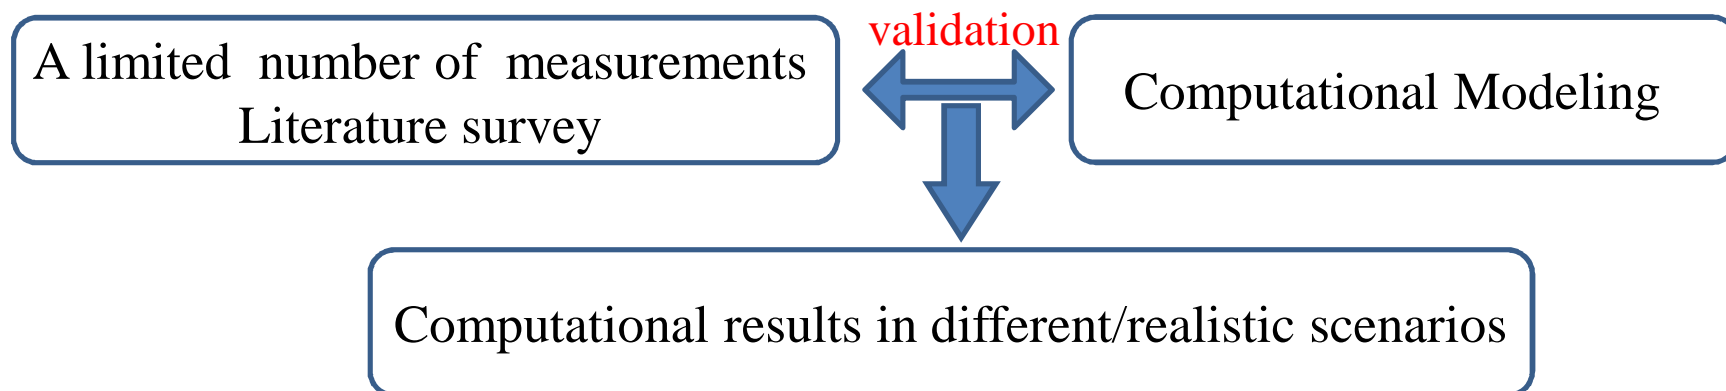 validation
A limited number of measurements
Literature survey
Computational Modeling
Computational results in different/realistic scenarios